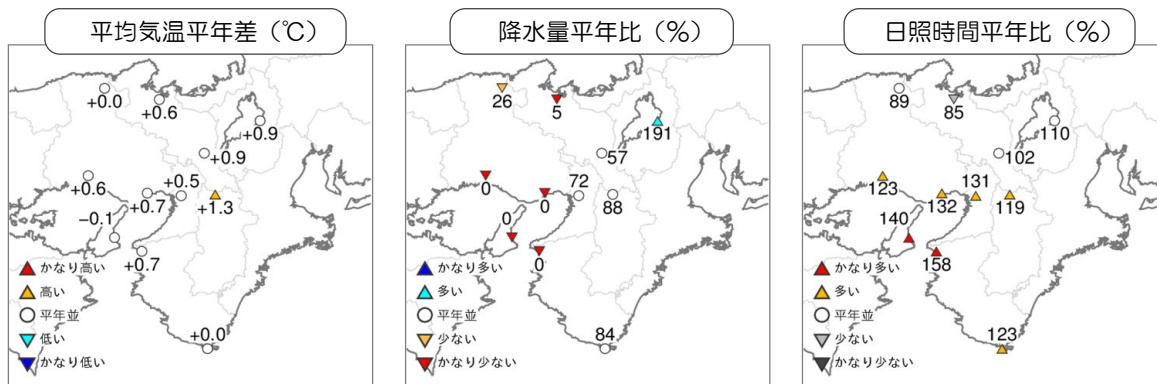 平均気温平年差（℃）
+0.0
+0.6
+0.9
+0.9
+0.6
+0.5
+0.7
+1.3
−0.1
+0.7
+0.0
かなり高い
高い
平年並
低い
かなり低い
降水量平年比（%）
26
5
191
57
0
72
0
88
0
0
84
かなり多い
多い
平年並
少ない
かなり少ない
日照時間平年比（%）
89
85
110
102
123
131
132
119
140
158
123
かなり多い
多い
平年並
少ない
かなり少ない